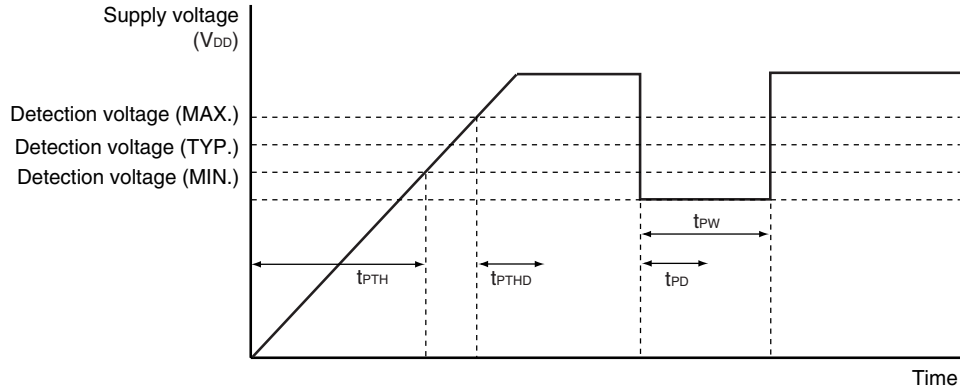 Supply voltage
(VDD)
Detection voltage (MAX.)
Detection voltage (TYP.)
Detection voltage (MIN.)
tPW
tPTH
tPTHD
tPD
Time